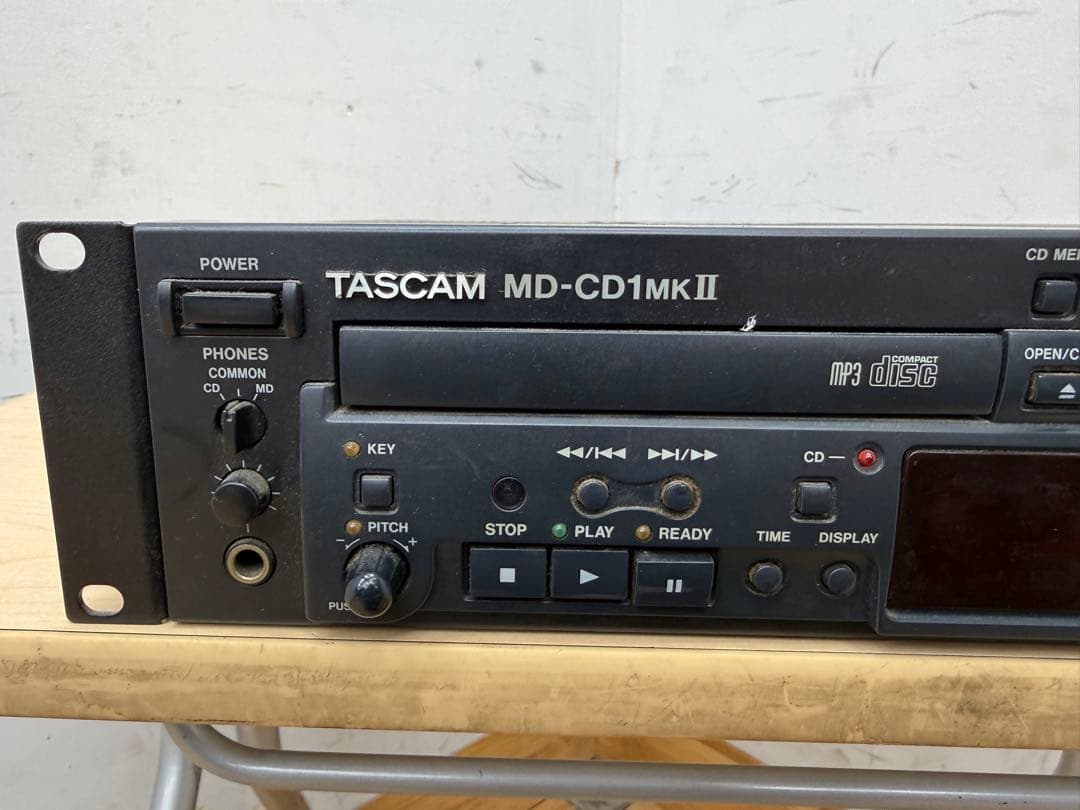 POWER
TASCAM MD-CD1MKII
CD MEN
PHONES
COMMON
CD MD
MP3 COMPACT disc
OPEN/C
KEY
CD
PITCH
- +
STOP PLAY READY
TIME DISPLAY
PUS